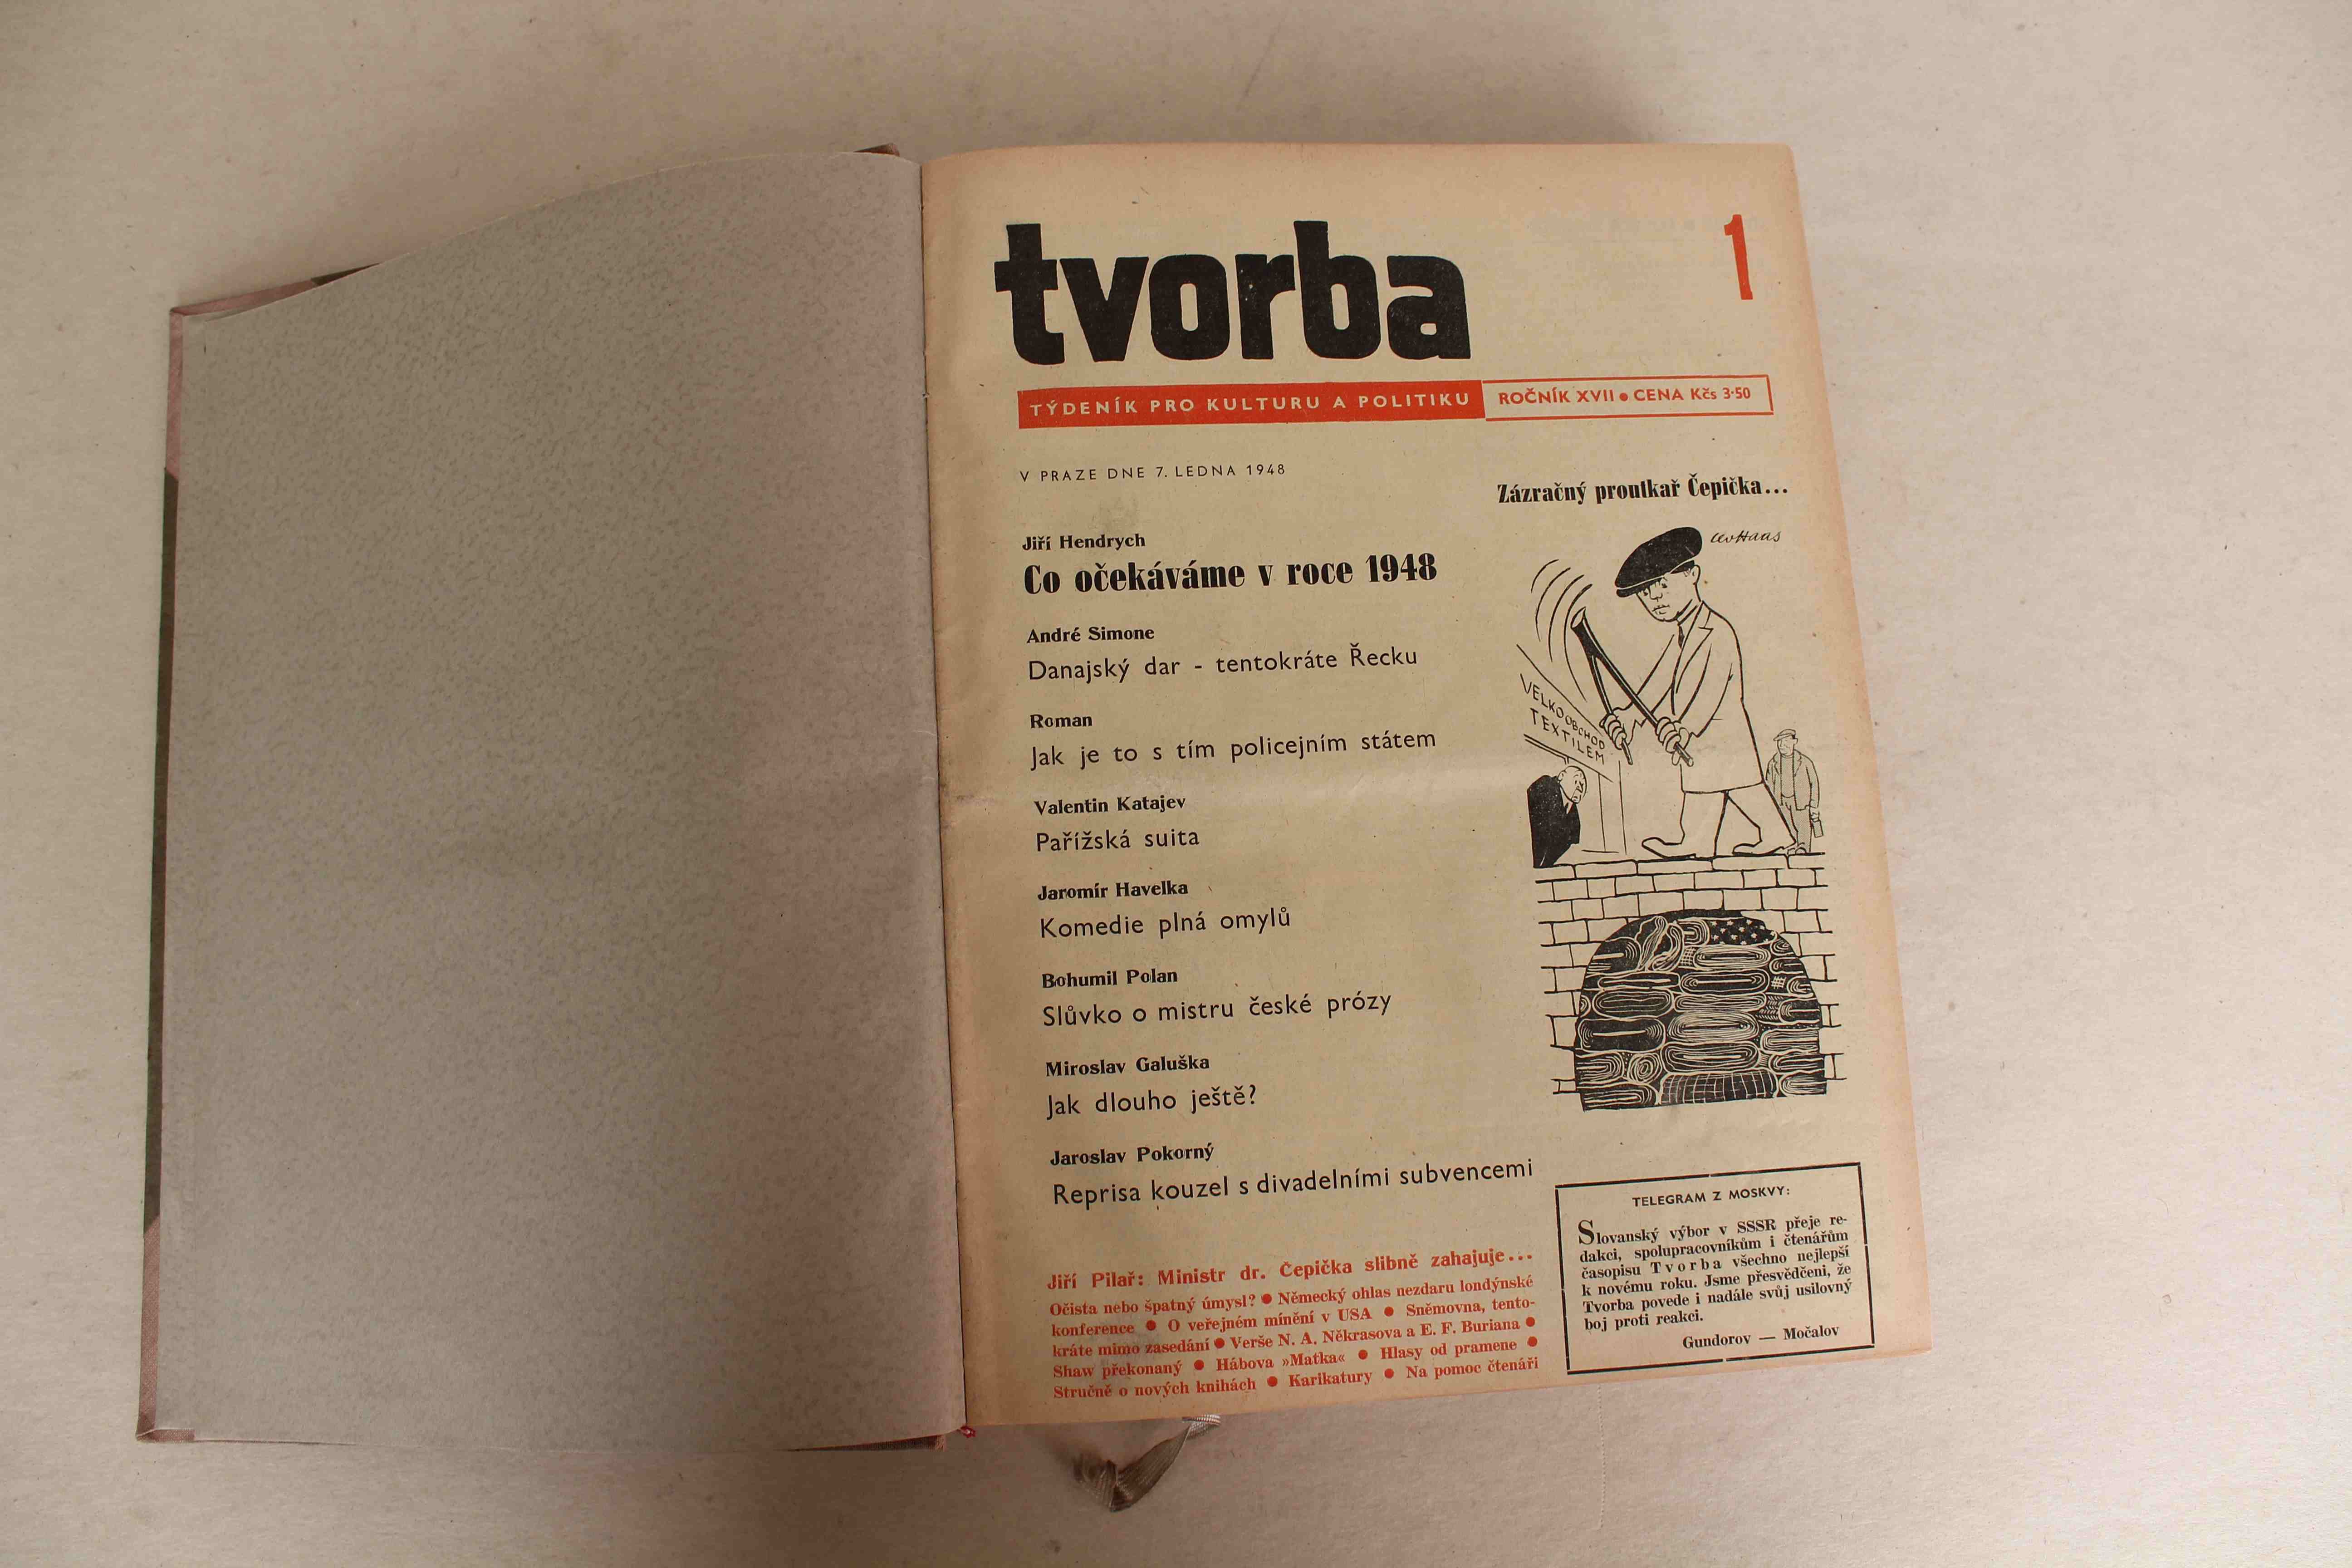 tvorba
1
TÝDENÍK PRO KULTURU A POLITIKU
ROČNÍK XVII ● CENA Kčs 3·50
V PRAZE DNE 7. LEDNA 1948
Jiří Hendrych
Co očekáváme v roce 1948
André Simone
Danajský dar - tentokráte Řecku
Roman
Jak je to s tím policejním státem
Valentin Katajev
Pařížská suita
Jaromír Havelka
Komedie plná omylů
Bohumil Polan
Slůvko o mistru české prózy
Miroslav Galuška
Jak dlouho ještě?
Jaroslav Pokorný
Reprisa kouzel s divadelními subvencemi
Jiří Pilař: Ministr dr. Čepička slibně zahajuje...
Očista nebo špatný úmysl? ● Německý ohlas nezdaru londýnské
konference ● O veřejném mínění v USA ● Sněmovna, tento-
kráte mimo zasedání ● Verše N. A. Někrasova a E. F. Buriana ●
Shaw překonaný ● Hábova »Matka« ● Hlasy od pramene ●
Stručně o nových knihách ● Karikatury ● Na pomoc čtenáři
Zázračný proutkař Čepička...
Lev Haas
VELKOOBCHOD
TEXTILEM
TELEGRAM Z MOSKVY:
Slovanský výbor v SSSR přeje re-
dakci, spolupracovníkům i čtenářům
časopisu Tvorba všechno nejlepší
k novému roku. Jsme přesvědčeni, že
Tvorba povede i nadále svůj usilovný
boj proti reakci.
Gundorov — Močalov